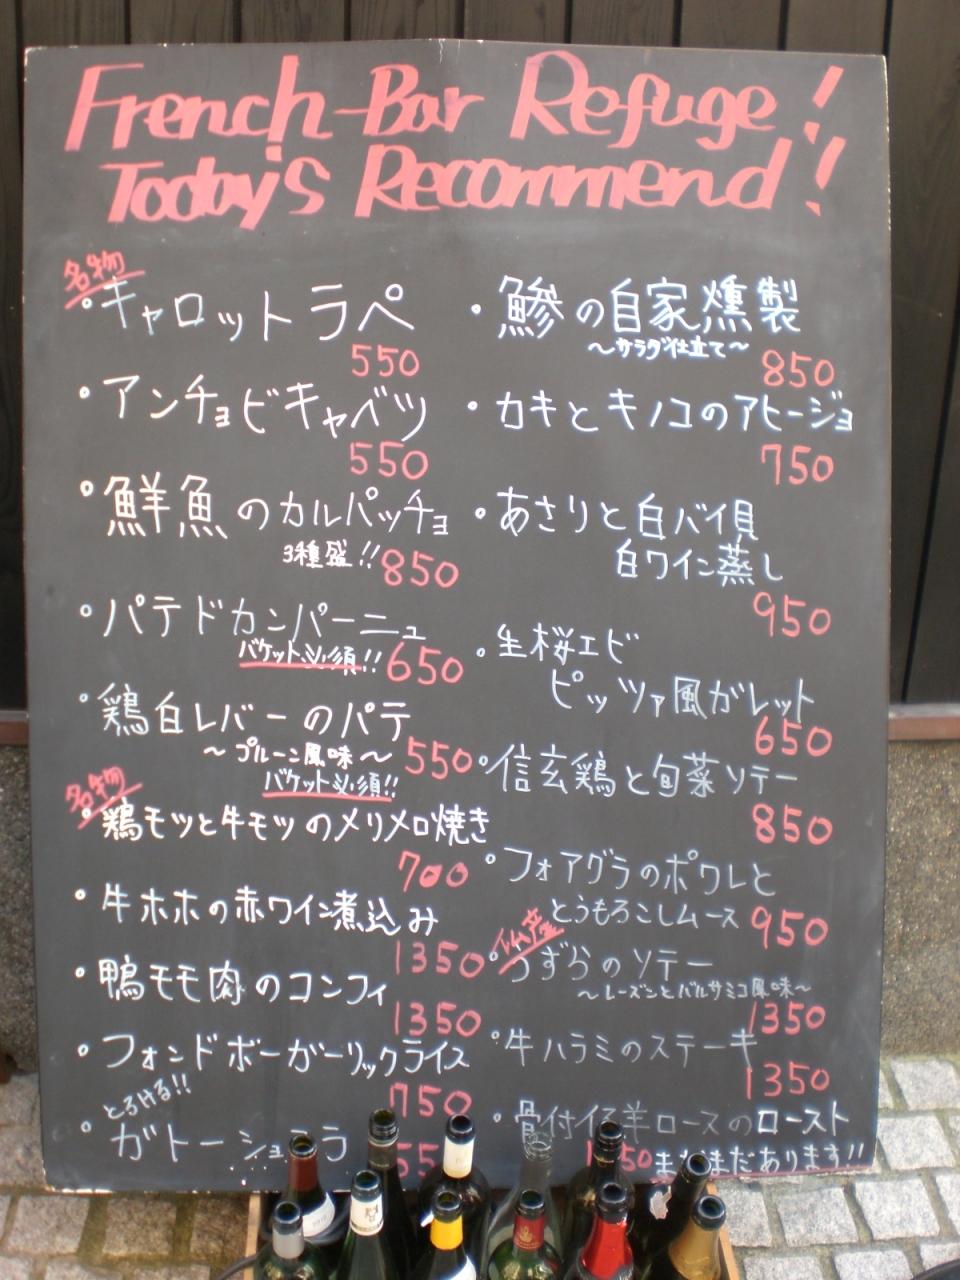 French-Bar Refuge!
Today's Recommend!
名物
・キャロットラペ
550
・アンチョビキャベツ
550
・鮮魚のカルパッチョ
3種盛!! 850
・パテドカンパーニュ
バケット必須!! 650
・鶏白レバーのパテ
～プルーン風味～ 550
バケット必須!!
名物
・鶏モツと牛モツのメリメロ焼き
700
・牛ホホの赤ワイン煮込み
1350
・鴨モモ肉のコンフィ
1350
・フォンドボーガーリックライス
750
とろける!!
・ガトーショコラ
・鯵の自家燻製
～サラダ仕立て～
850
・カキとキノコのアヒージョ
750
・あさりと白バイ貝
白ワイン蒸し
950
・生桜エビ
ピッツァ風ガレット
650
・信玄鶏と旬菜ソテー
850
・フォアグラのポワレと
とうもろこしムース 950
仏産
・うずらのソテー
～レーズンとバルサミコ風味～
1350
・牛ハラミのステーキ
1350
・骨付仔羊ロースのロースト
まだまだあります!!